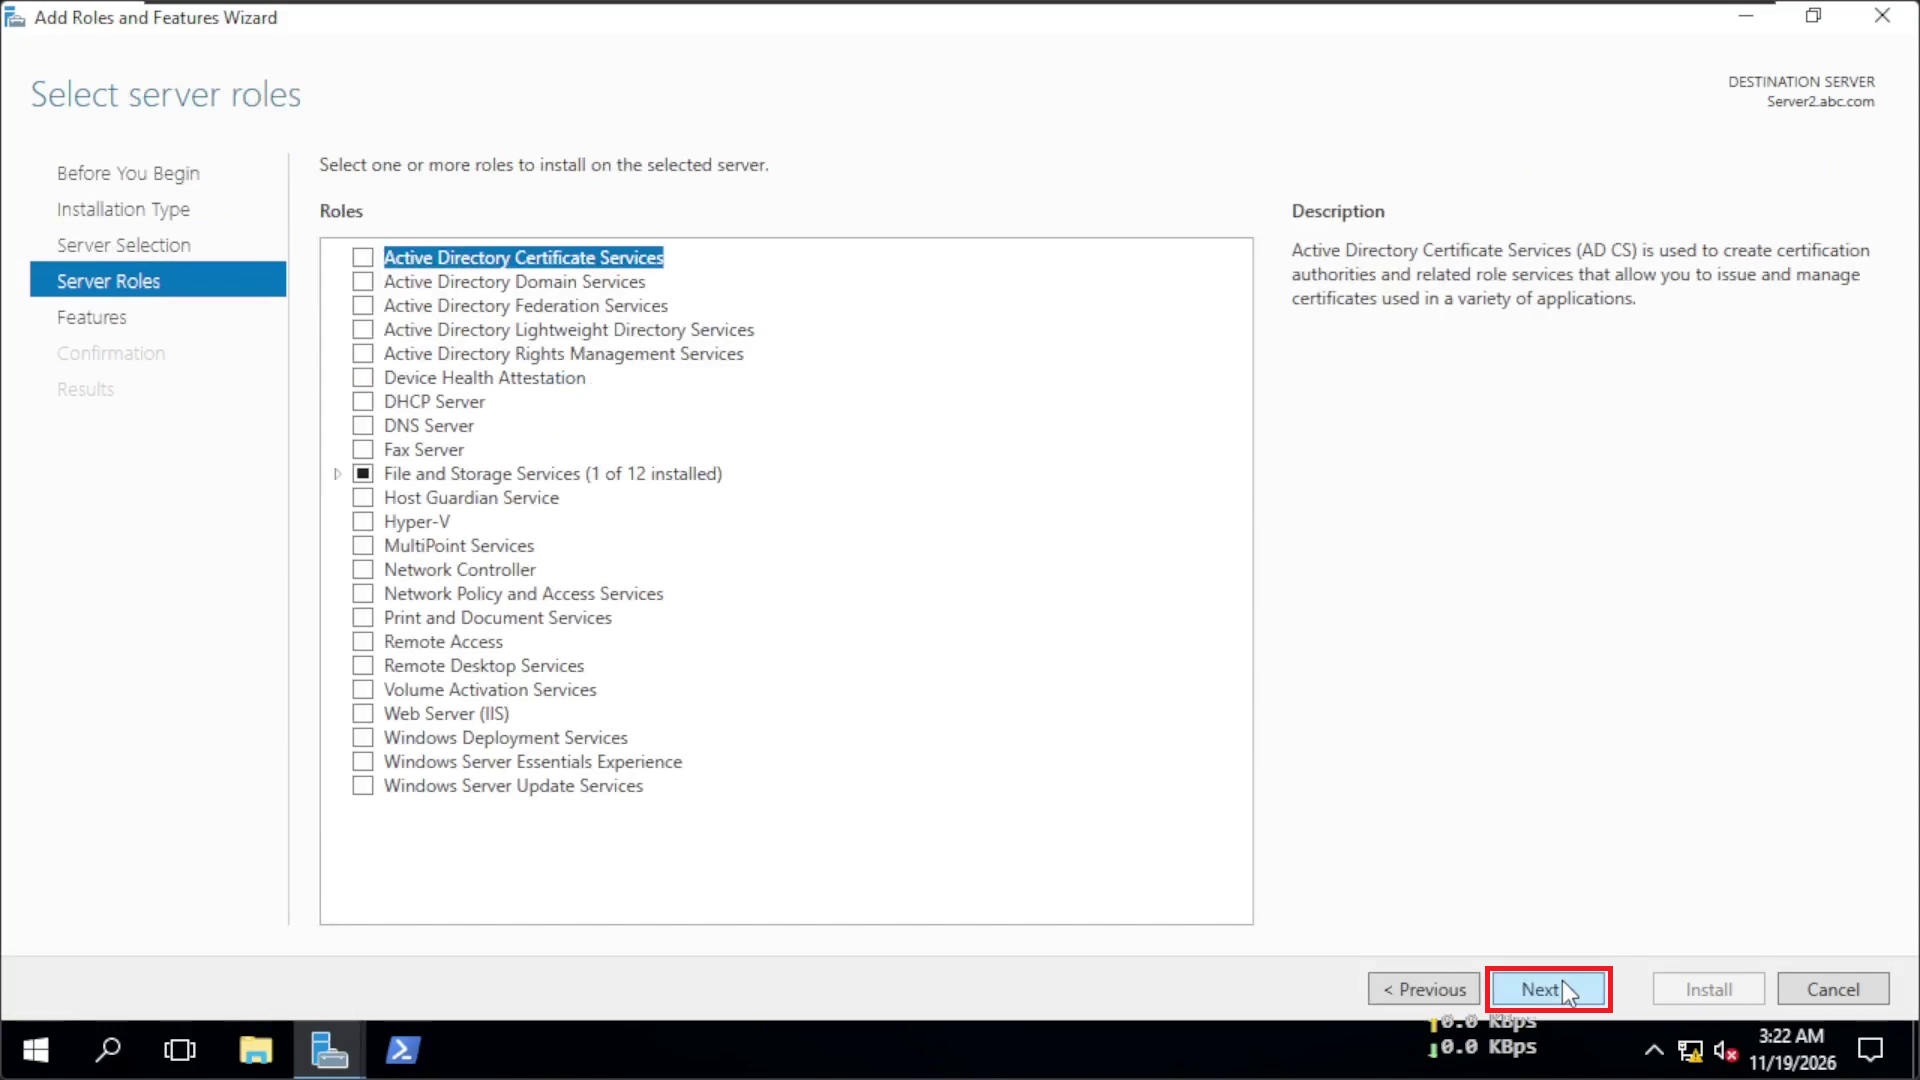 Add Roles and Features Wizard
Select server roles
DESTINATION SERVER
Server2.abc.com
Before You Begin
Installation Type
Server Selection
Server Roles
Features
Confirmation
Results
Select one or more roles to install on the selected server.
Roles
Active Directory Certificate Services
Active Directory Domain Services
Active Directory Federation Services
Active Directory Lightweight Directory Services
Active Directory Rights Management Services
Device Health Attestation
DHCP Server
DNS Server
Fax Server
File and Storage Services (1 of 12 installed)
Host Guardian Service
Hyper-V
MultiPoint Services
Network Controller
Network Policy and Access Services
Print and Document Services
Remote Access
Remote Desktop Services
Volume Activation Services
Web Server (IIS)
Windows Deployment Services
Windows Server Essentials Experience
Windows Server Update Services
Description
Active Directory Certificate Services (AD CS) is used to create certification
authorities and related role services that allow you to issue and manage
certificates used in a variety of applications.
< Previous
Next
Install
Cancel
0.0 KBps
0.0 KBps
3:22 AM
11/19/2026